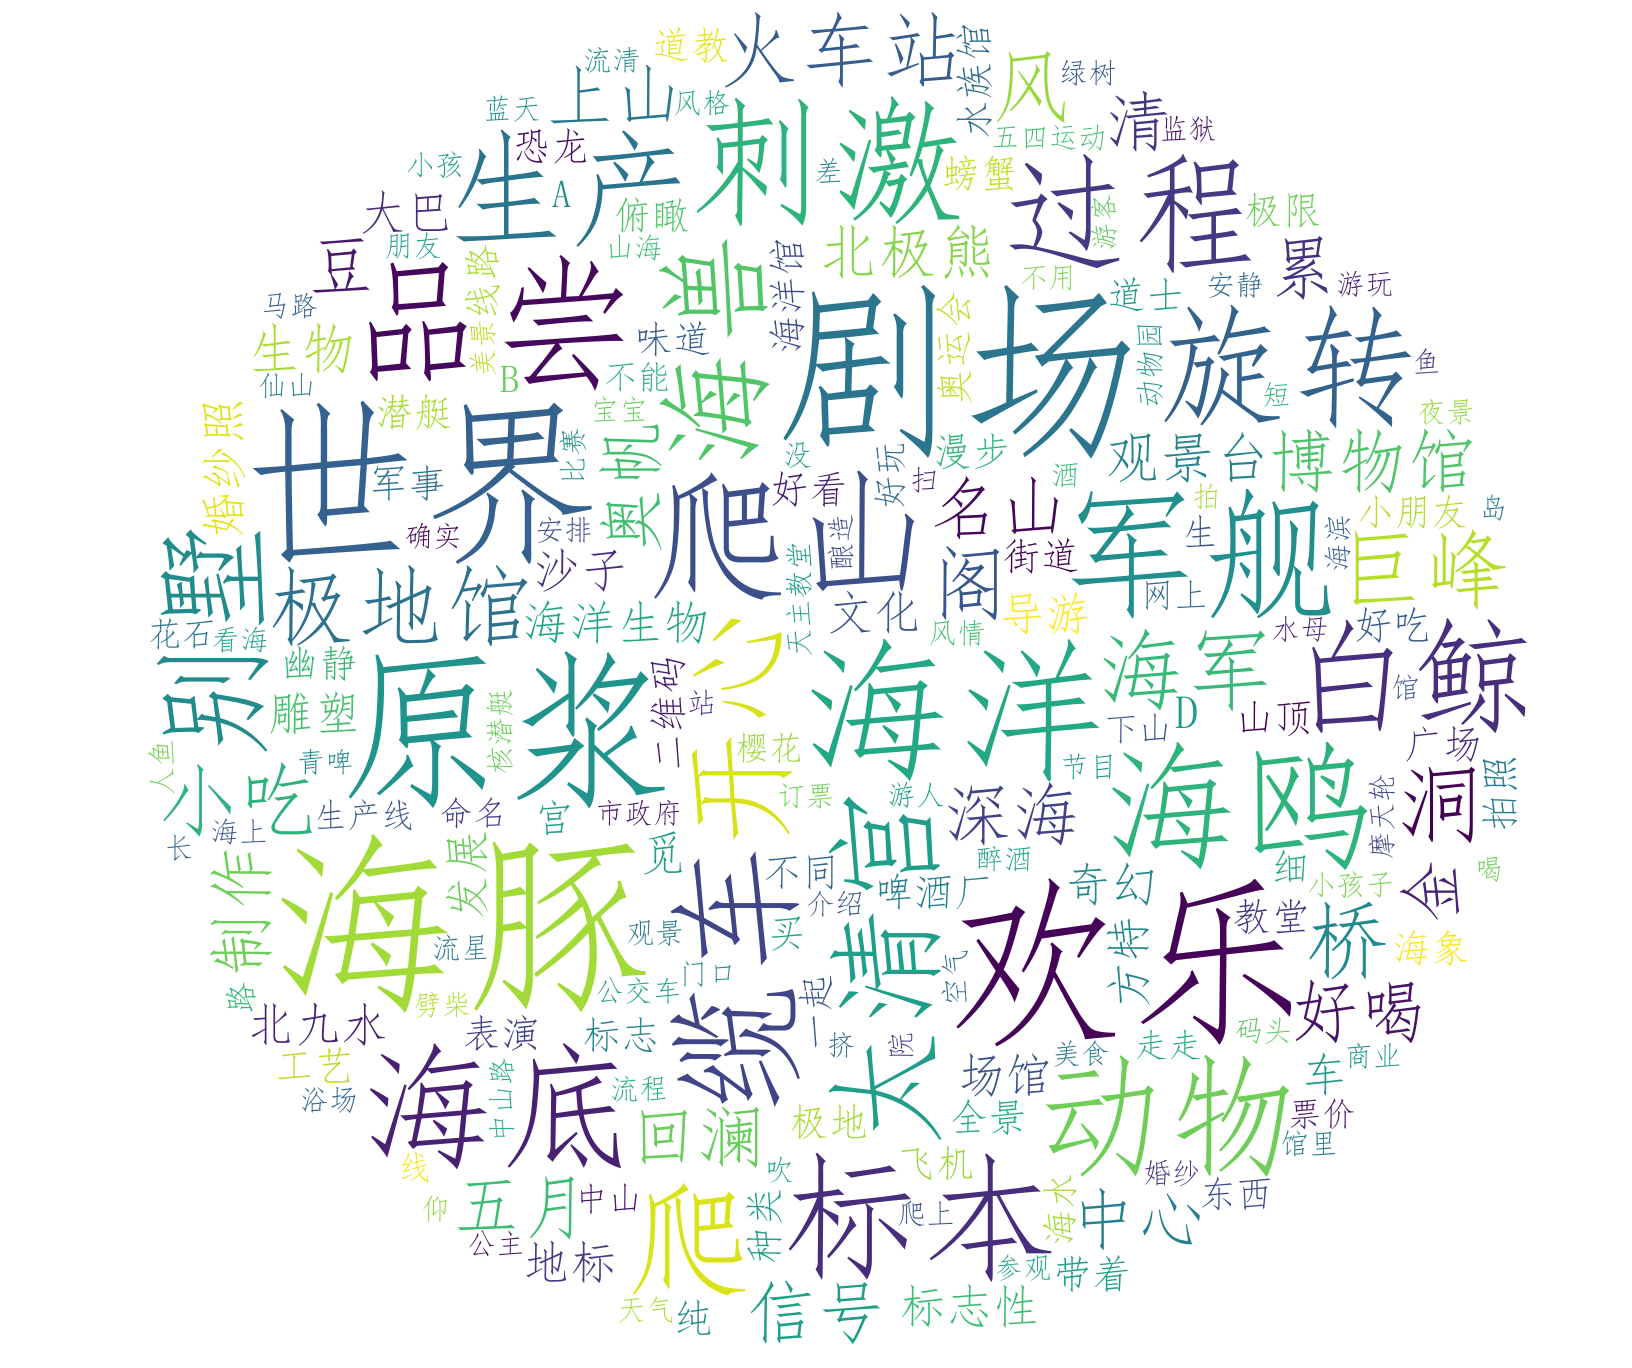 道教
火车站
水族馆
流清
上山
风格
风
绿树
蓝天
刺激
五四运动
清
监狱
恐龙
生产
小孩
A
差
螃蟹
过程
大巴
俯瞰
游客
极限
朋友
山海
北极熊
豆
品尝
美景线路
海兽
海洋馆
不用
道士
安静
累
游玩
马路
生物
味道
剧场
奥运会
动物园
旋转
鱼
仙山
B
不能
短
潜艇
宝宝
夜景
婚纱照
世界
军事
比赛
奥帆
没
好玩
漫步
观景台
博物馆
爬山
好看
扫
酒
名山
拍
小朋友
岛
确实
安排
酿造
军舰
生
海滨
别墅
极地馆
沙子
天主教堂
阁
街道
网上
巨峰
花石
看海
海洋生物
文化
风情
导游
水母
好吃
幽静
原浆
开心
海洋
海军
白鲸
馆
雕塑
二维码
站
下山
D
山顶
青啤
核潜艇
樱花
节目
广场
人鱼
小吃
订票
游人
深海
海鸥
摩天轮
洞
拍照
长
海上
生产线
命名
宫
市政府
太清宫
制作
海豚
发展
觅
缆车
不同
啤酒厂
醉酒
奇幻
细
小孩子
喝
金
流星
观景
买
介绍
欢乐
教堂
桥
海象
路
劈柴
门口
公交车
一起
空气
方特
好喝
北九水
表演
标志
挤
院
美食
走走
码头
工艺
海底
中山路
流程
场馆
动物
车
商业
浴场
回澜
极地
全景
票价
馆里
线
五月
中山
爬
吹
飞机
婚纱
仰
种类
标本
爬上
海水
中心
东西
公主
地标
参观
带着
天气
纯
信号
标志性